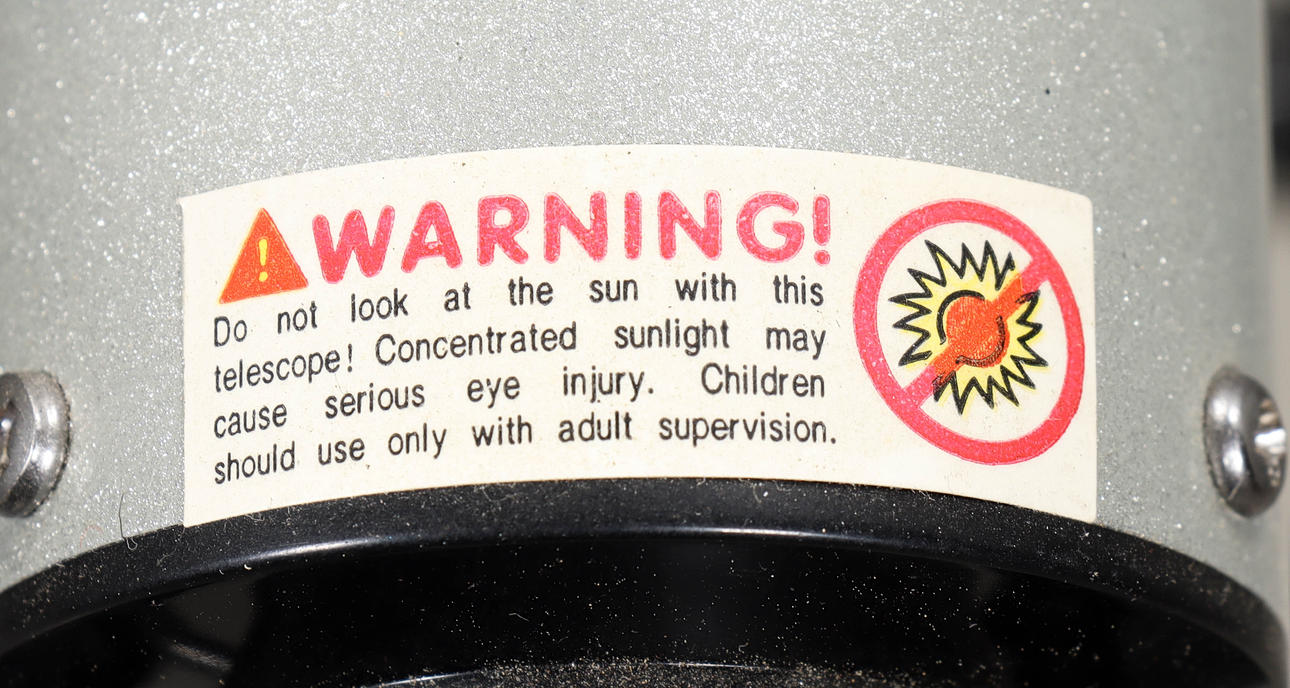 WARNING!
Do not look at the sun with this
telescope! Concentrated sunlight may
cause serious eye injury. Children
should use only with adult supervision.